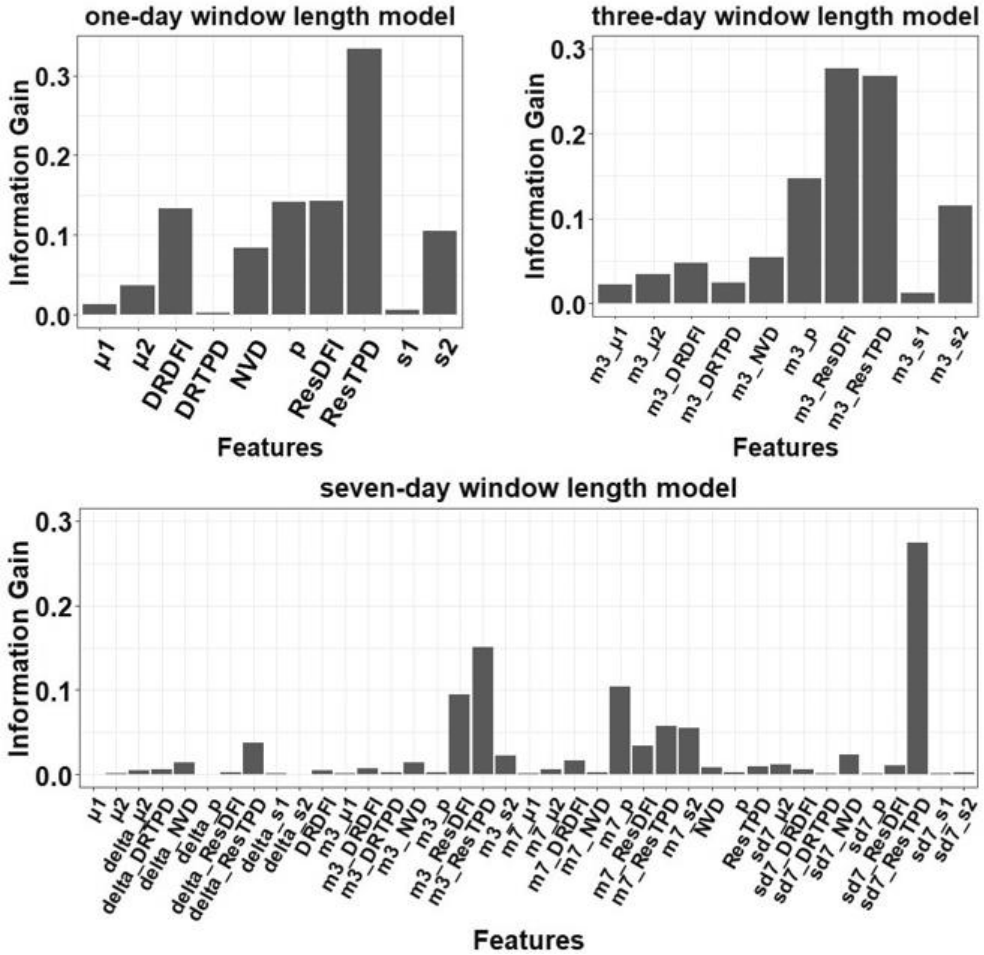 one-day window length model
Information Gain
0.3
0.2
0.1
0.0
μ1
μ2
DRDFI
DRTPD
NVD
p
ResDFI
ResTPD
s1
s2
Features
three-day window length model
Information Gain
0.3
0.2
0.1
0.0
m3_μ1
m3_μ2
m3_DRDFI
m3_DRTPD
m3_NVD
m3_p
m3_ResDFI
m3_ResTPD
m3_s1
m3_s2
Features
seven-day window length model
Information Gain
0.3
0.2
0.1
0.0
μ1
μ2
delta_μ2
delta_DRTPD
delta_NVD
delta_p
delta_ResDFI
delta_ResTPD
delta_s1
delta_s2
DRDFI
m3_μ1
m3_DRDFI
m3_DRTPD
m3_NVD
m3_p
m3_ResDFI
m3_ResTPD
m3_s2
m7_μ1
m7_μ2
m7_DRDFI
m7_NVD
m7_p
m7_ResDFI
m7_ResTPD
m7_s2
NVD
p
ResTPD
sd7_μ2
sd7_DRDFI
sd7_DRTPD
sd7_NVD
sd7_p
sd7_ResDFI
sd7_ResTPD
sd7_s1
sd7_s2
Features